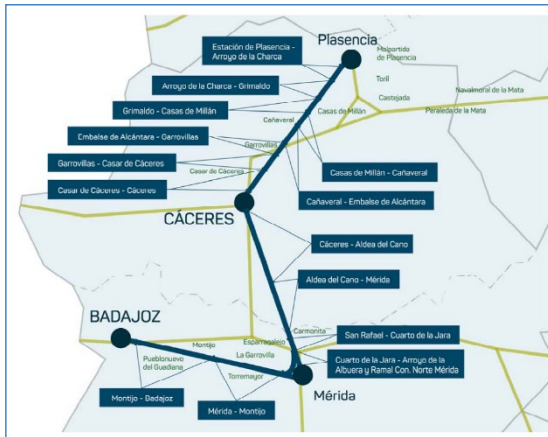 Estación de Plasencia -
Arroyo de la Charca
Plasencia
Malpartido
de Plasencia
Arroyo de la Charca - Grimaldo
Toril
Navalmoral de la Mata
Casatejada
Grimaldo - Casas de Millán
Casas de Millán
Peraleda de la Mata
Cañaveral
Embalse de Alcántara - Garrovillas
Garrovillas
Garrovillas - Casar de Cáceres
Casar de Cáceres
Casas de Millán - Cañaveral
Casar de Cáceres - Cáceres
Cañaveral - Embalse de Alcántara
CÁCERES
Cáceres - Aldea del Cano
Aldea del Cano - Mérida
BADAJOZ
Carmonita
San Rafael - Cuarto de la Jara
Esparragalejo
Montijo
La Garrovilla
Pueblonuevo
del Guadiana
Torremayor
Cuarto de la Jara - Arroyo de la
Albuera y Ramal Con. Norte Mérida
Mérida
Montijo - Badajoz
Mérida - Montijo